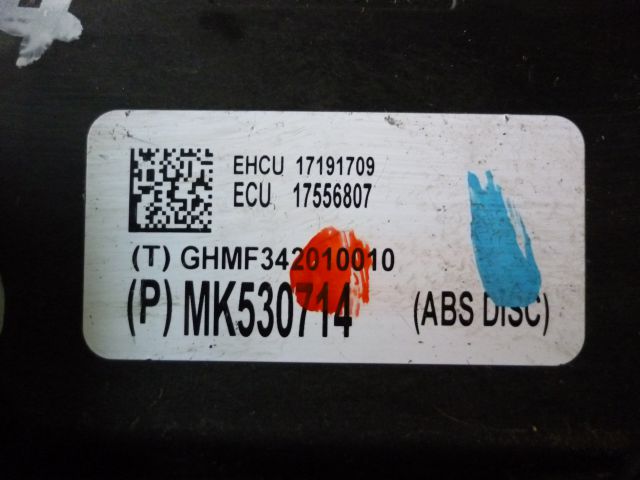 EHCU 17191709
ECU 17556807
(T) GHMF342010010
(P) MK530714 (ABS DISC)